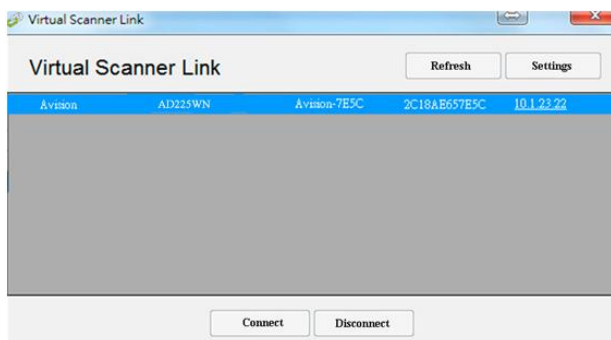 Virtual Scanner Link
Virtual Scanner Link Refresh Settings
Avision AD225WN Avision-7E5C 2C18AE657E5C 10.1.23.22
Connect Disconnect